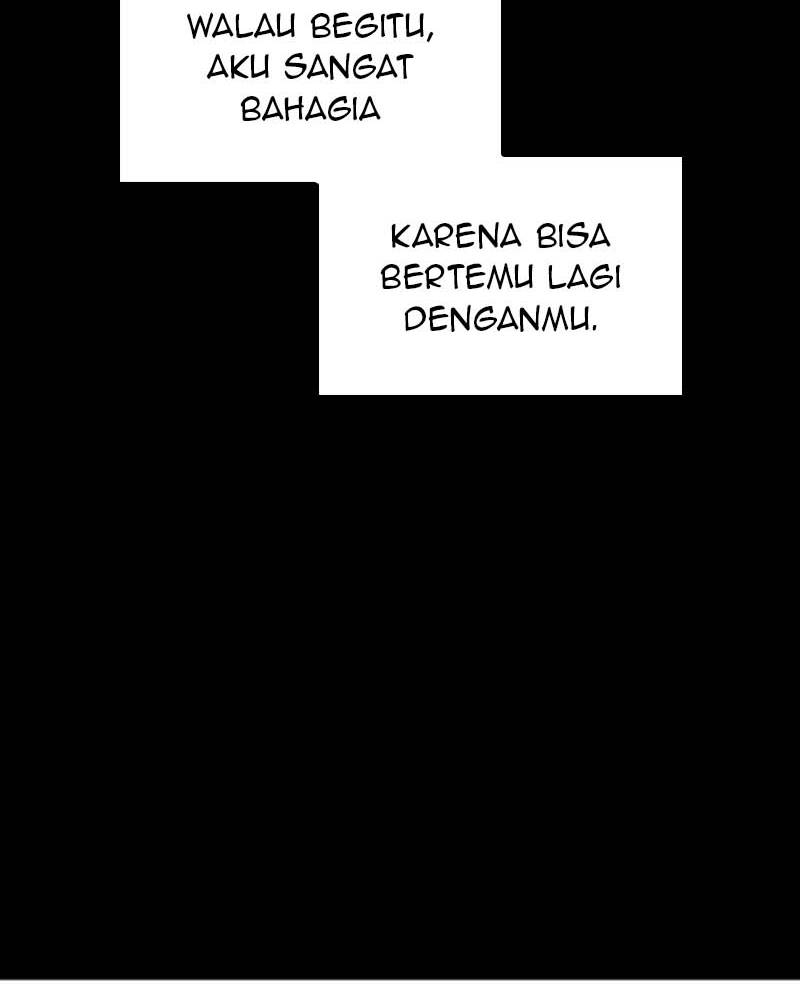 WALAU BEGITU,
AKU SANGAT
BAHAGIA
KARENA BISA
BERTEMU LAGI
DENGANMU.